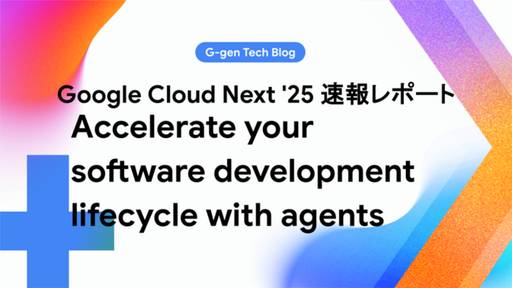 G-gen Tech Blog
Google Cloud Next '25 速報レポート
Accelerate your
software development
lifecycle with agents